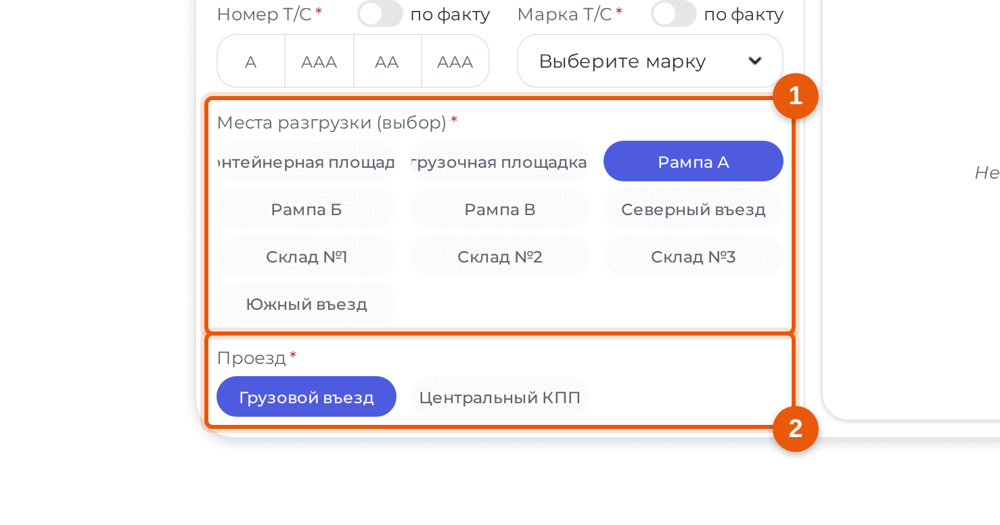 Номер Т/С * по факту Марка Т/С * по факту
А ААА АА ААА Выберите марку
1
Места разгрузки (выбор) *
онтейнерная площад грузочная площадка Рампа А
Рампа Б Рампа В Северный въезд
Склад №1 Склад №2 Склад №3
Южный въезд
Проезд *
Грузовой въезд Центральный КПП
2
Не